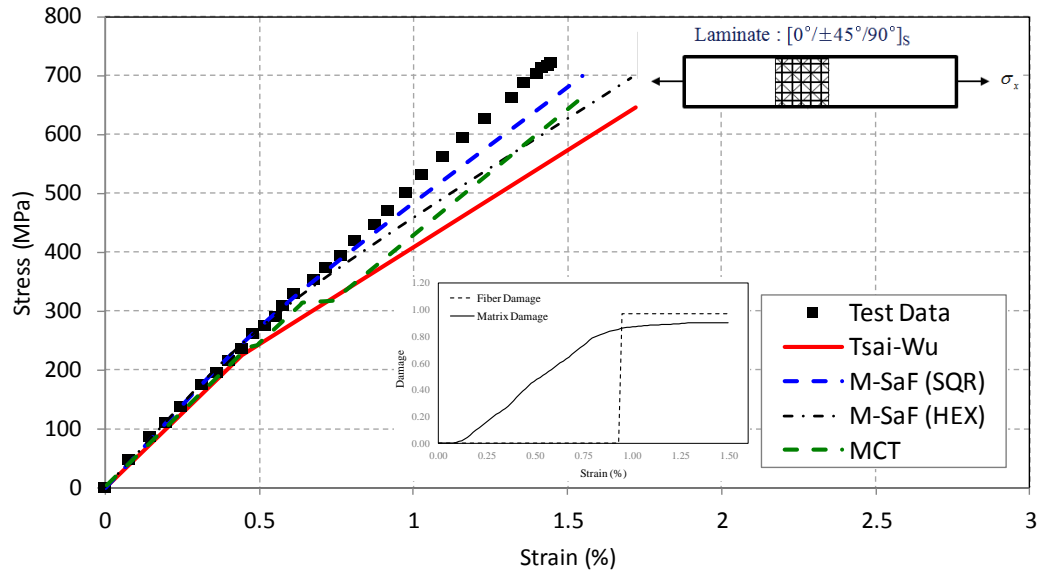 800
700
600
500
400
300
200
100
0
Stress (MPa)
0
0.5
1
1.5
2
2.5
3
Strain (%)
Laminate : [0°/±45°/90°]S
σx
1.20
1.00
0.80
0.60
0.40
0.20
0.00
Damage
0.00
0.25
0.50
0.75
1.00
1.25
1.50
Strain (%)
Fiber Damage
Matrix Damage
Test Data
Tsai-Wu
M-SaF (SQR)
M-SaF (HEX)
MCT